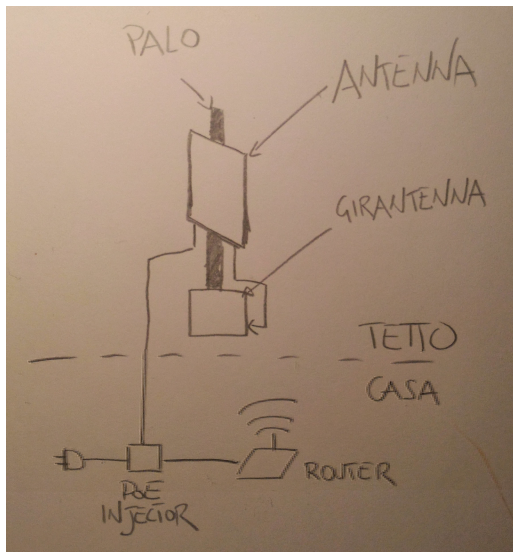 PALO
ANTENNA
GIRANTENNA
TETTO
CASA
ROUTER
PoE
INJECTOR